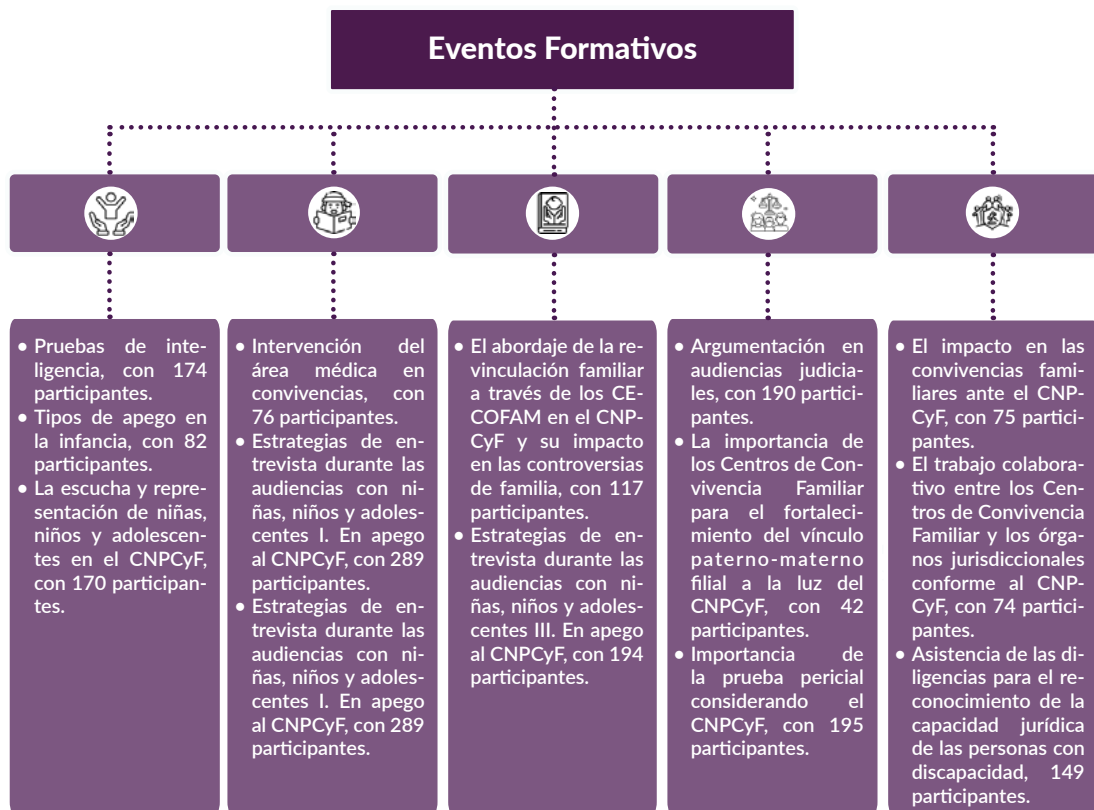 Eventos Formativos
• Pruebas de inte-
ligencia, con 174
participantes.
• Tipos de apego en
la infancia, con 82
participantes.
• La escucha y repre-
sentación de niñas,
niños y adolescen-
tes en el CNPCyF,
con 170 participan-
tes.
• Intervención del
área médica en
convivencias, con
76 participantes.
• Estrategias de en-
trevista durante las
audiencias con ni-
ñas, niños y adoles-
centes I. En apego
al CNPCyF, con 289
participantes.
• Estrategias de en-
trevista durante las
audiencias con ni-
ñas, niños y adoles-
centes I. En apego
al CNPCyF, con 289
participantes.
• El abordaje de la re-
vinculación familiar
a través de los CE-
COFAM en el CNP-
CyF y su impacto
en las controversias
de familia, con 117
participantes.
• Estrategias de en-
trevista durante las
audiencias con ni-
ñas, niños y adoles-
centes III. En apego
al CNPCyF, con 194
participantes.
• Argumentación en
audiencias judicia-
les, con 190 partici-
pantes.
• La importancia de
los Centros de Con-
vivencia Familiar
para el fortaleci-
miento del vínculo
paterno-materno
filial a la luz del
CNPCyF, con 42
participantes.
• Importancia de
la prueba pericial
considerando el
CNPCyF, con 195
participantes.
• El impacto en las
convivencias fami-
liares ante el CNP-
CyF, con 75 partici-
pantes.
• El trabajo colabora-
tivo entre los Cen-
tros de Convivencia
Familiar y los órga-
nos jurisdiccionales
conforme al CNP-
CyF, con 74 partici-
pantes.
• Asistencia de las di-
ligencias para el re-
conocimiento de la
capacidad jurídica
de las personas con
discapacidad, 149
participantes.